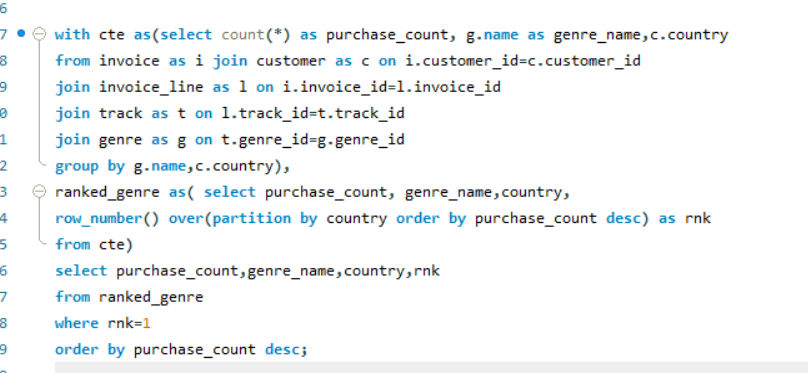 6
7 with cte as(select count(*) as purchase_count, g.name as genre_name,c.country
8 from invoice as i join customer as c on i.customer_id=c.customer_id
9 join invoice_line as l on i.invoice_id=l.invoice_id
0 join track as t on l.track_id=t.track_id
1 join genre as g on t.genre_id=g.genre_id
2 group by g.name,c.country),
3 ranked_genre as( select purchase_count, genre_name,country,
4 row_number() over(partition by country order by purchase_count desc) as rnk
5 from cte)
6 select purchase_count,genre_name,country,rnk
7 from ranked_genre
8 where rnk=1
9 order by purchase_count desc;